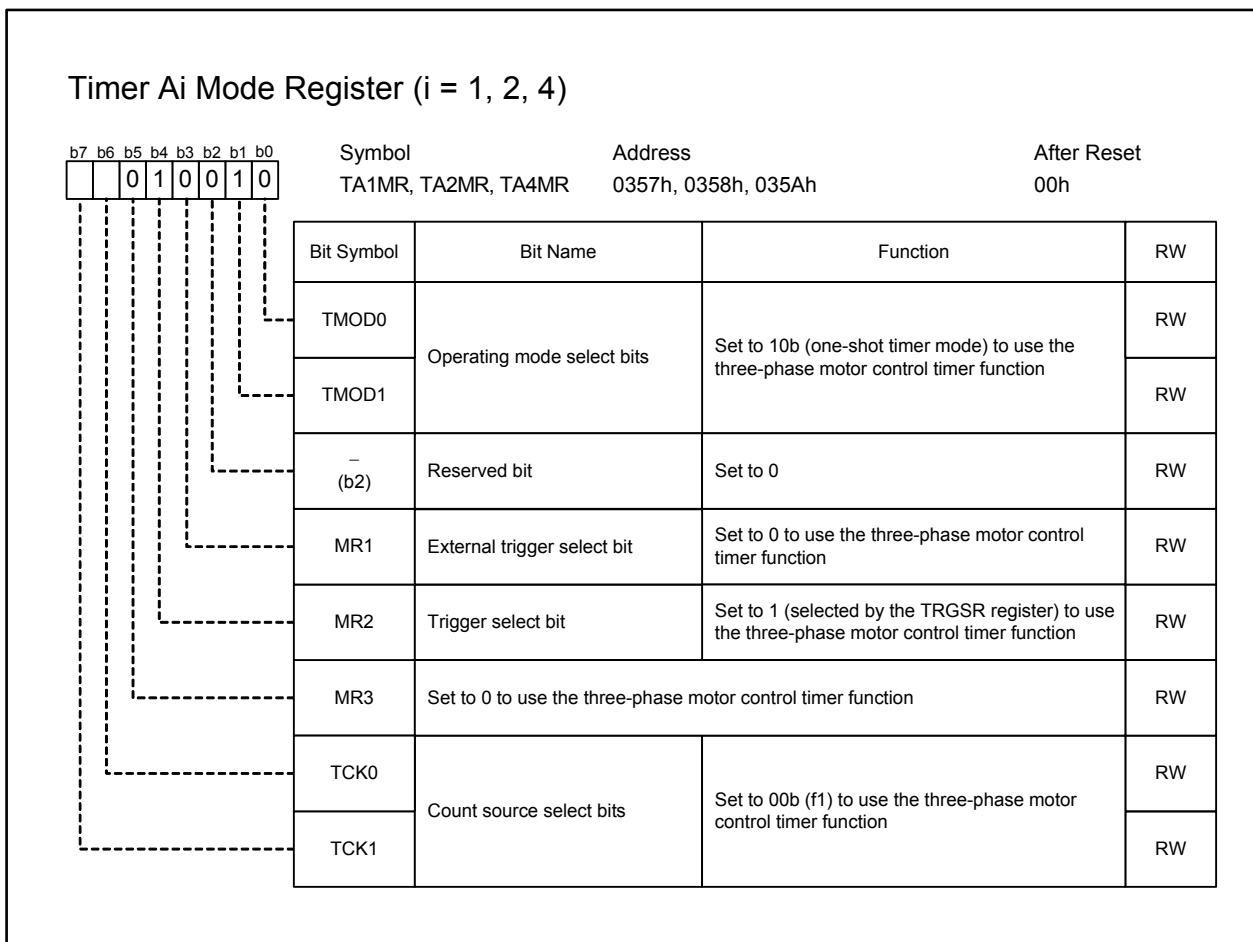 Timer Ai Mode Register (i = 1, 2, 4)
b7 b6 b5 b4 b3 b2 b1 b0
0 1 0 0 1 0
Symbol Address After Reset
TA1MR, TA2MR, TA4MR 0357h, 0358h, 035Ah 00h
Bit Symbol Bit Name Function RW
TMOD0 RW
Operating mode select bits
Set to 10b (one-shot timer mode) to use the
three-phase motor control timer function
TMOD1 RW
–
(b2)
Reserved bit Set to 0 RW
MR1 External trigger select bit
Set to 0 to use the three-phase motor control
timer function
RW
MR2 Trigger select bit
Set to 1 (selected by the TRGSR register) to use
the three-phase motor control timer function
RW
MR3 Set to 0 to use the three-phase motor control timer function RW
TCK0 RW
Count source select bits
Set to 00b (f1) to use the three-phase motor
control timer function
TCK1 RW